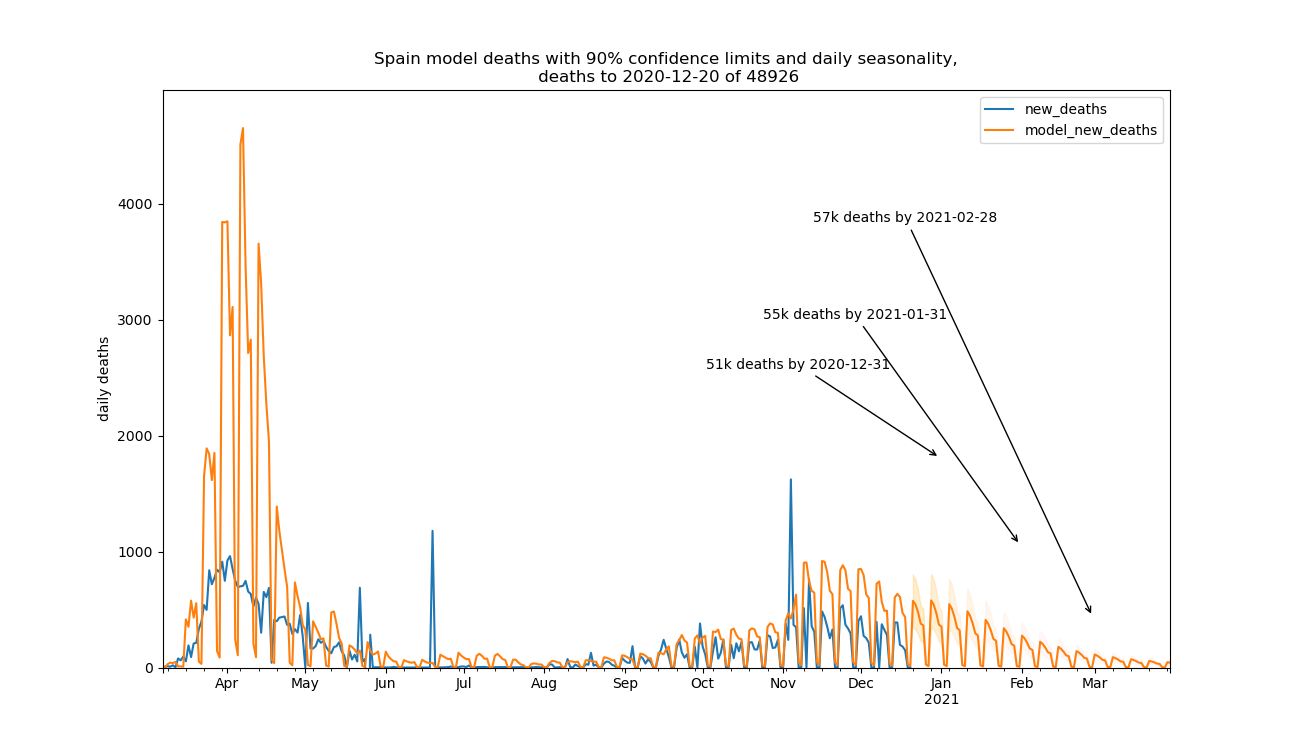 Spain model deaths with 90% confidence limits and daily seasonality,
deaths to 2020-12-20 of 48926
new_deaths
model_new_deaths
daily deaths
4000
3000
2000
1000
0
57k deaths by 2021-02-28
55k deaths by 2021-01-31
51k deaths by 2020-12-31
Apr May Jun Jul Aug Sep Oct Nov Dec Jan Feb Mar
2021